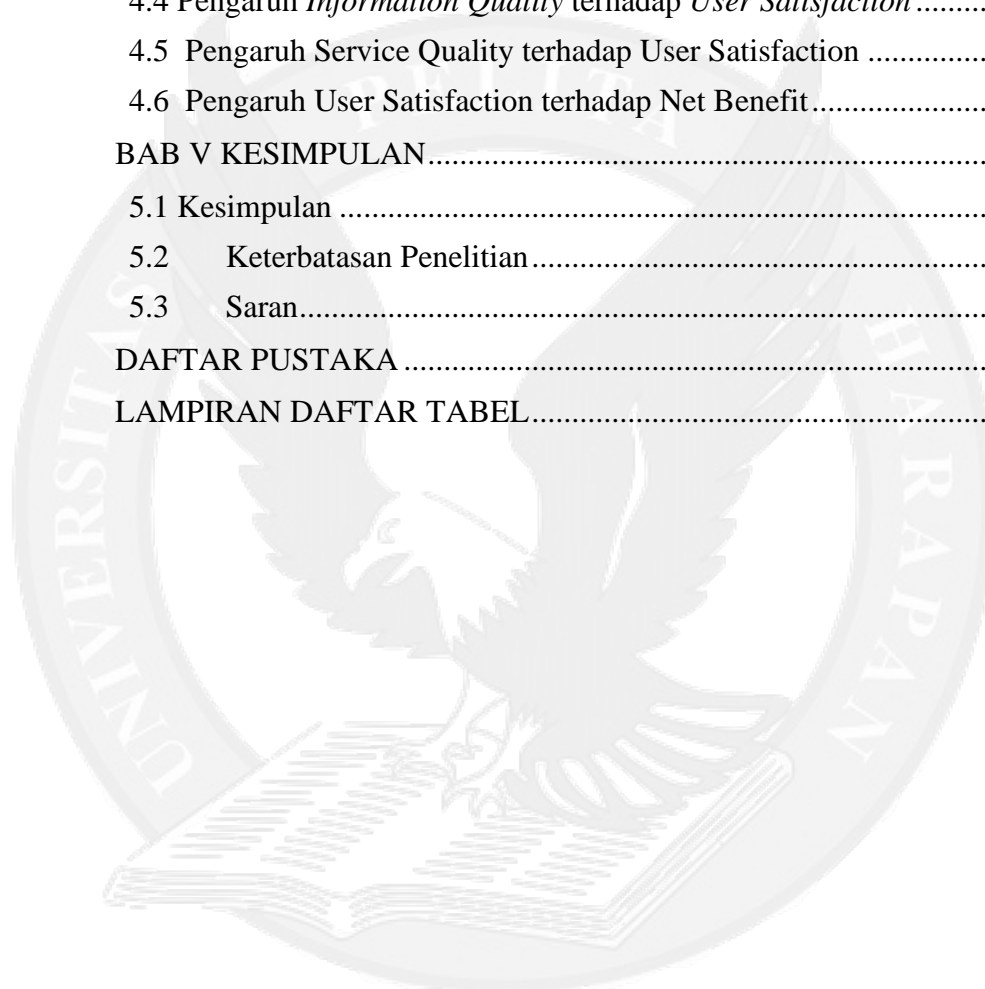 4.4 Pengaruh Information Quality terhadap User Satisfaction ..........
4.5 Pengaruh Service Quality terhadap User Satisfaction ...............
4.6 Pengaruh User Satisfaction terhadap Net Benefit ......................
BAB V KESIMPULAN ......................................................................
5.1 Kesimpulan .................................................................................
5.2 Keterbatasan Penelitian .........................................................
5.3 Saran ......................................................................................
DAFTAR PUSTAKA .........................................................................
LAMPIRAN DAFTAR TABEL .........................................................
UNIVERSITAS PELITA HARAPAN